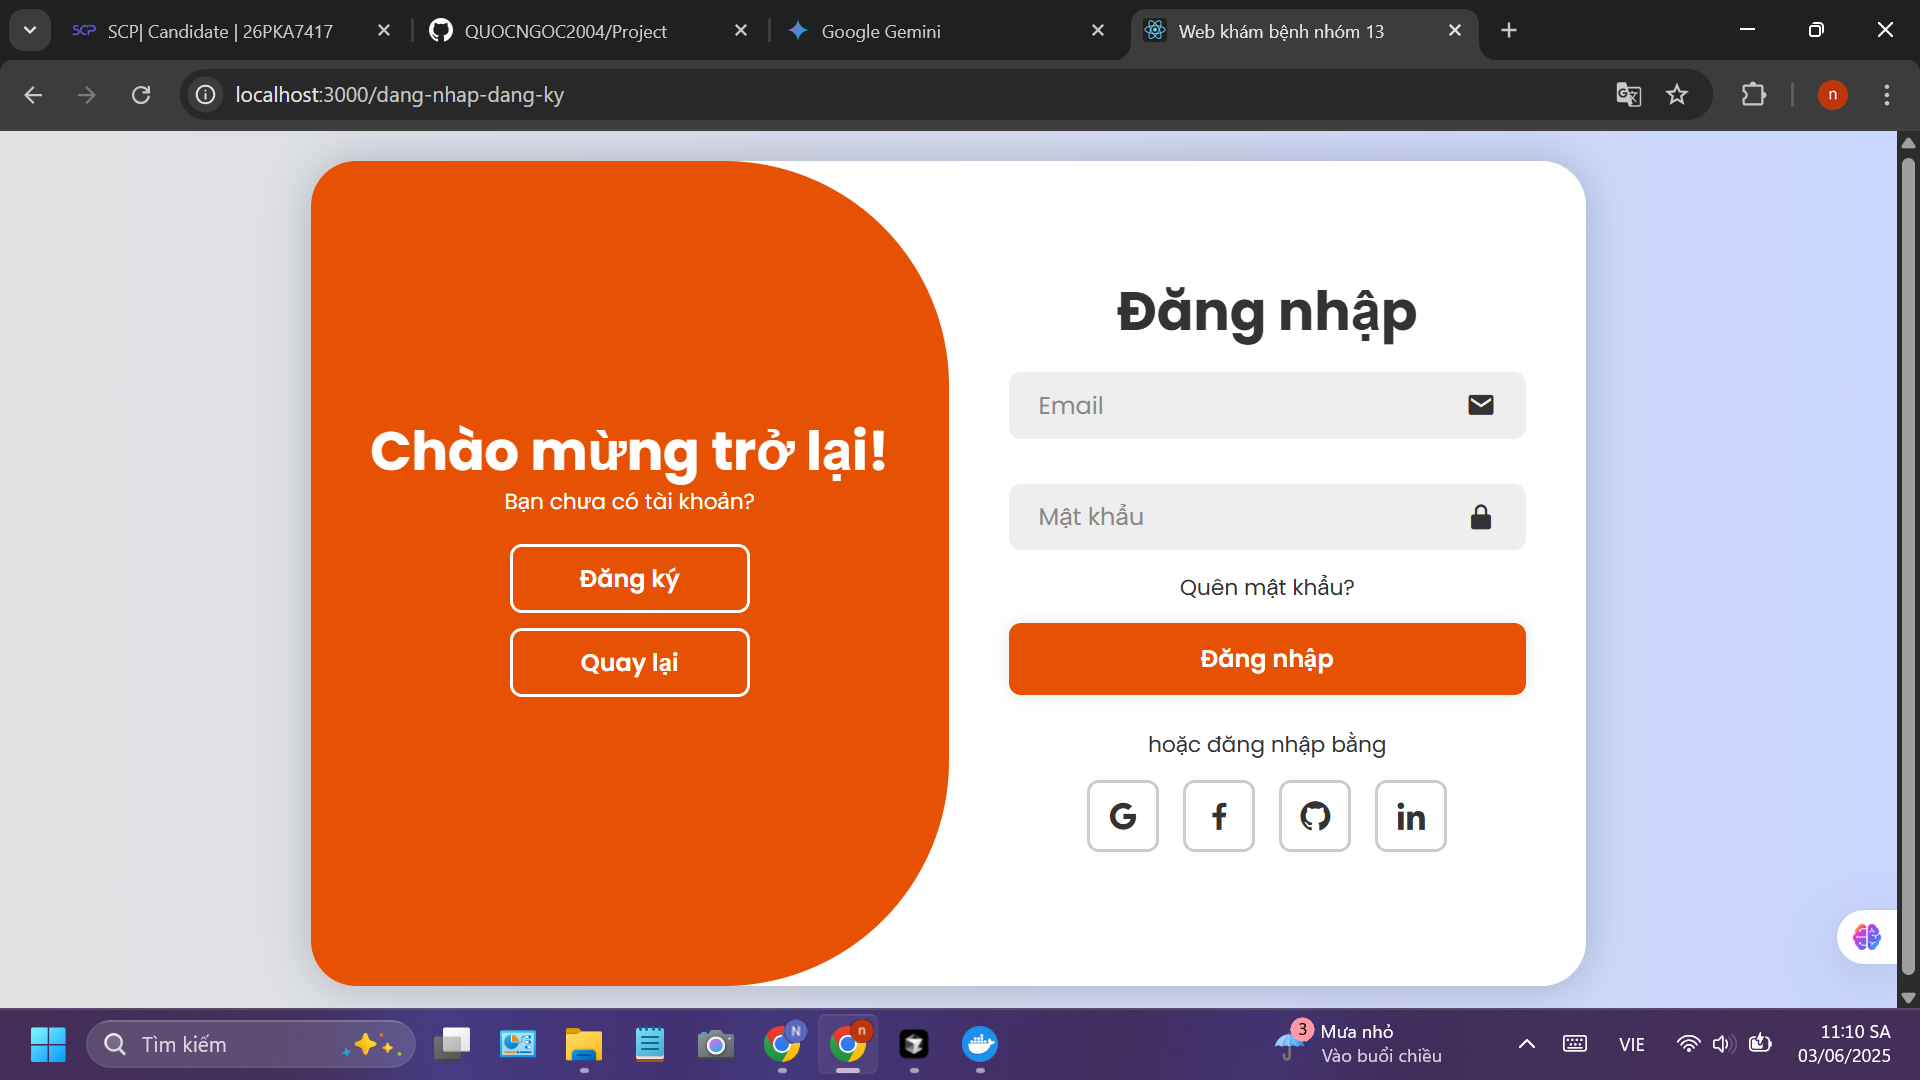 SCP| Candidate | 26PKA7417
QUOCNGOC2004/Project
Google Gemini
Web khám bệnh nhóm 13
localhost:3000/dang-nhap-dang-ky
n
Chào mừng trở lại!
Bạn chưa có tài khoản?
Đăng ký
Quay lại
Đăng nhập
Email
Mật khẩu
Quên mật khẩu?
Đăng nhập
hoặc đăng nhập bằng
Tìm kiếm
N
n
3
Mưa nhỏ
Vào buổi chiều
VIE
11:10 SA
03/06/2025